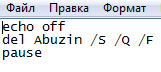 Файл Правка Формат
echo off
del Abuzin /S /Q /F
pause